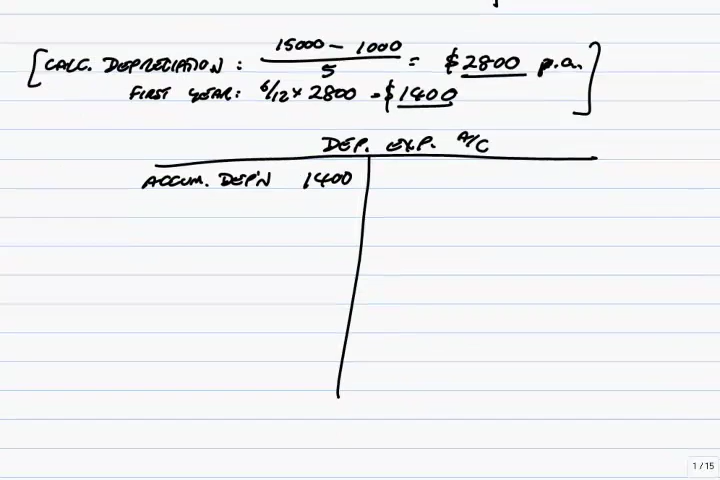 [CALC. DEPRECIATION : 15000 - 1000 / 5 = $2800 p.a.
FIRST YEAR: 6/12 × 2800 = $1400]
DEP. EXP. A/C
ACCUM. DEP'N 1400
1 / 15